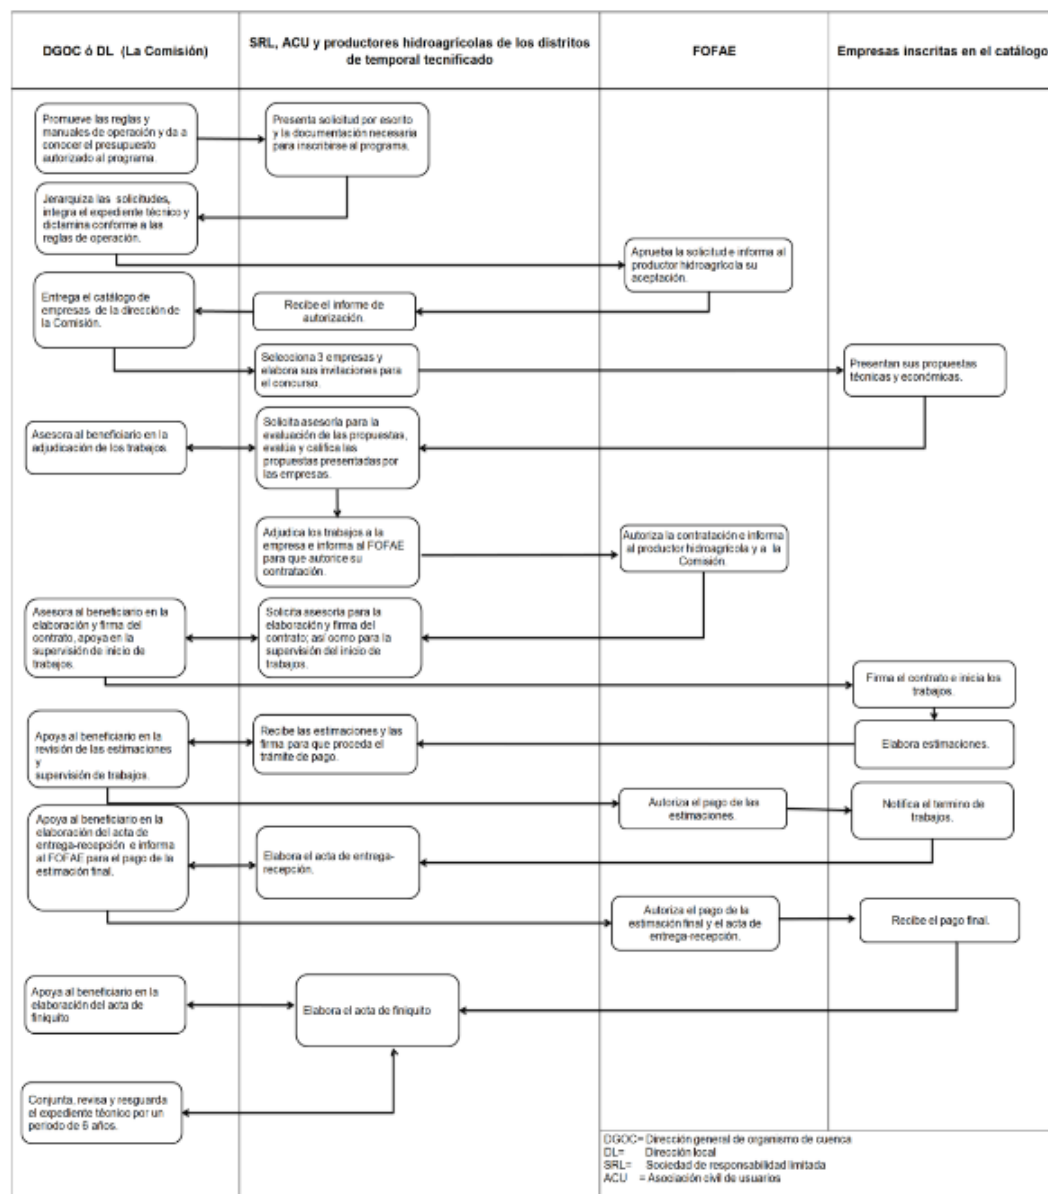 DGOC ó DL (La Comisión)
SRL, ACU y productores hidroagrícolas de los distritos
de temporal tecnificado
FOFAE
Empresas inscritas en el catálogo
Promueve las reglas y
manuales de operación y da a
conocer el presupuesto
autorizado al programa.
Presenta solicitud por escrito
y la documentación necesaria
para inscribirse al programa.
Jerarquiza las solicitudes,
integra el expediente técnico y
dictamina conforme a las
reglas de operación.
Aprueba la solicitud e informa al
productor hidroagrícola su
aceptación.
Entrega el catálogo de
empresas de la dirección de
la Comisión.
Recibe el informe de
autorización.
Selecciona 3 empresas y
elabora sus invitaciones para
el concurso.
Presentan sus propuestas
técnicas y económicas.
Asesora al beneficiario en la
adjudicación de los trabajos.
Solicita asesoría para la
evaluación de las propuestas,
evalúa y califica las
propuestas presentadas por
las empresas.
Adjudica los trabajos a la
empresa e informa al FOFAE
para que autorice su
contratación.
Autoriza la contratación e informa
al productor hidroagrícola y a la
Comisión.
Asesora al beneficiario en la
elaboración y firma del
contrato, apoya en la
supervisión de inicio de
trabajos.
Solicita asesoría para la
elaboración y firma del
contrato; así como para la
supervisión del inicio de
trabajos.
Firma el contrato e inicia los
trabajos.
Apoya al beneficiario en la
revisión de las estimaciones
y
supervisión de trabajos.
Recibe las estimaciones y las
firma para que proceda el
trámite de pago.
Elabora estimaciones.
Autoriza el pago de las
estimaciones.
Notifica el termino de
trabajos.
Apoya al beneficiario en la
elaboración del acta de
entrega-recepción e informa
al FOFAE para el pago de la
estimación final.
Elabora el acta de entrega-
recepción.
Autoriza el pago de la
estimación final y el acta de
entrega-recepción.
Recibe el pago final.
Apoya al beneficiario en la
elaboración del acta de
finiquito
Elabora el acta de finiquito
Conjunta, revisa y resguarda
el expediente técnico por un
periodo de 6 años.
DGOC= Dirección general de organismo de cuenca
DL= Dirección local
SRL= Sociedad de responsabilidad limitada
ACU = Asociación civil de usuarios